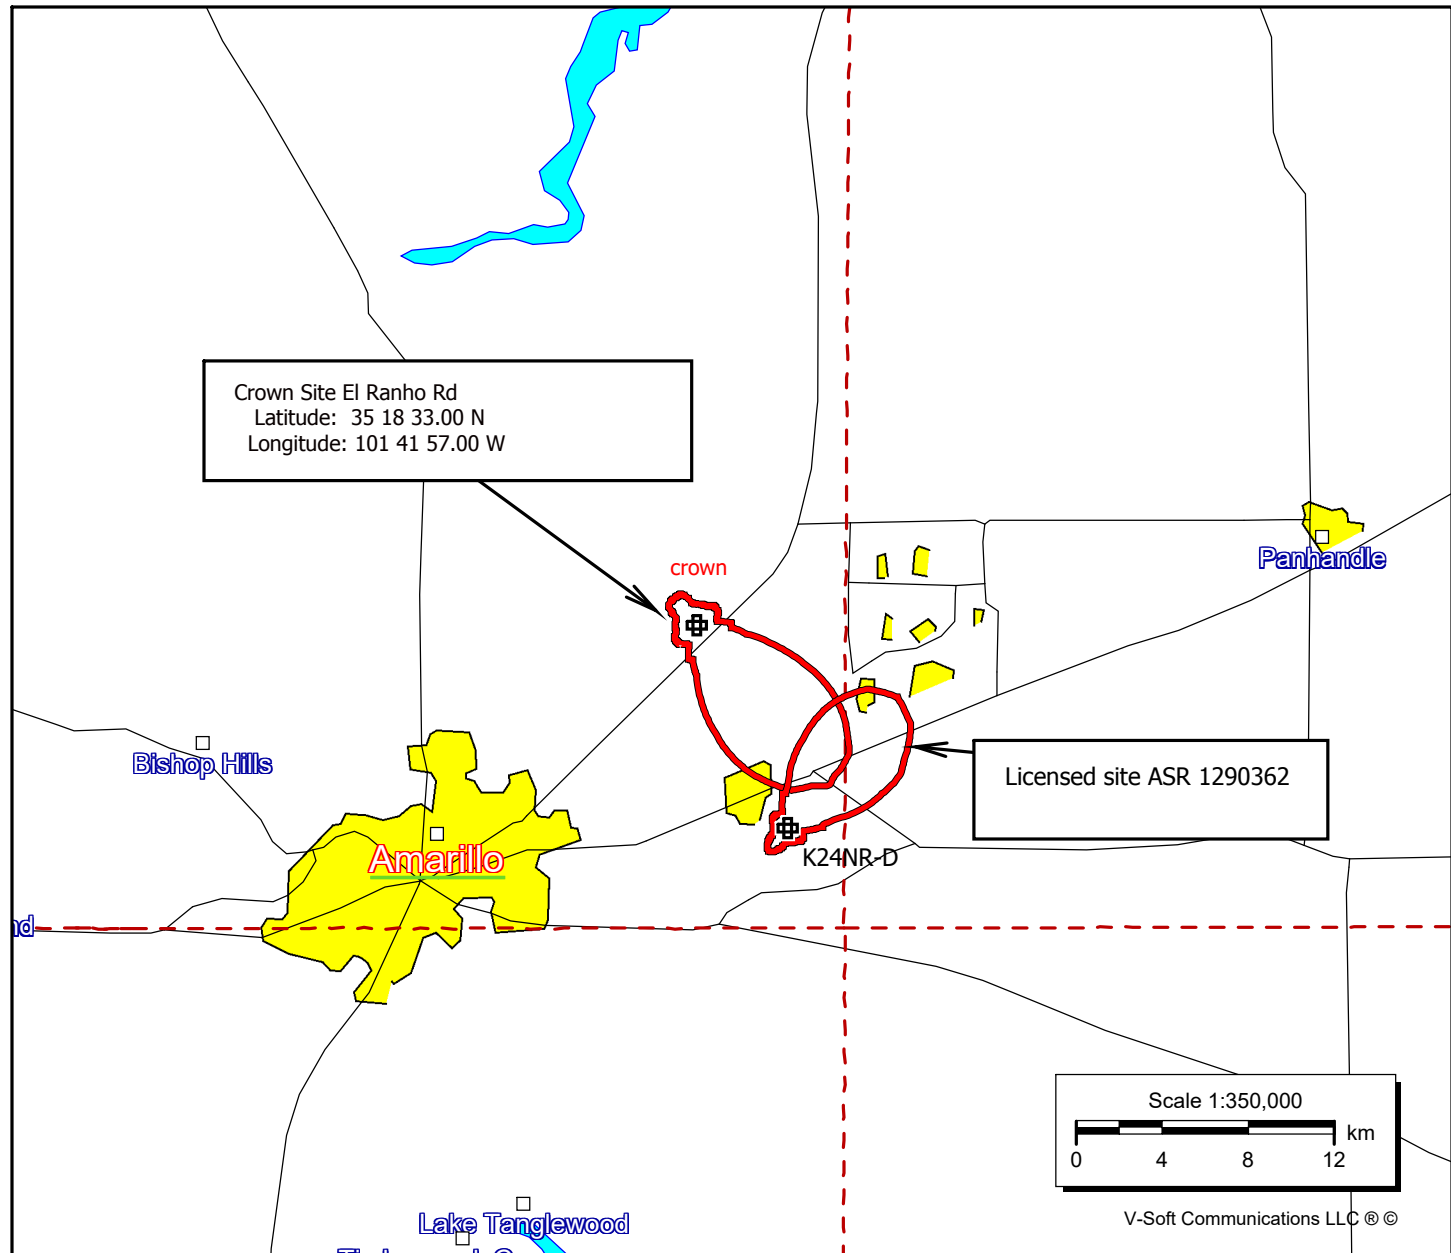 Crown Site El Ranho Rd
Latitude: 35 18 33.00 N
Longitude: 101 41 57.00 W
crown
Panhandle
Bishop Hills
Licensed site ASR 1290362
Amarillo
K24NR-D
nd
Scale 1:350,000
km
0 4 8 12
Lake Tanglewood
V-Soft Communications LLC ® ©